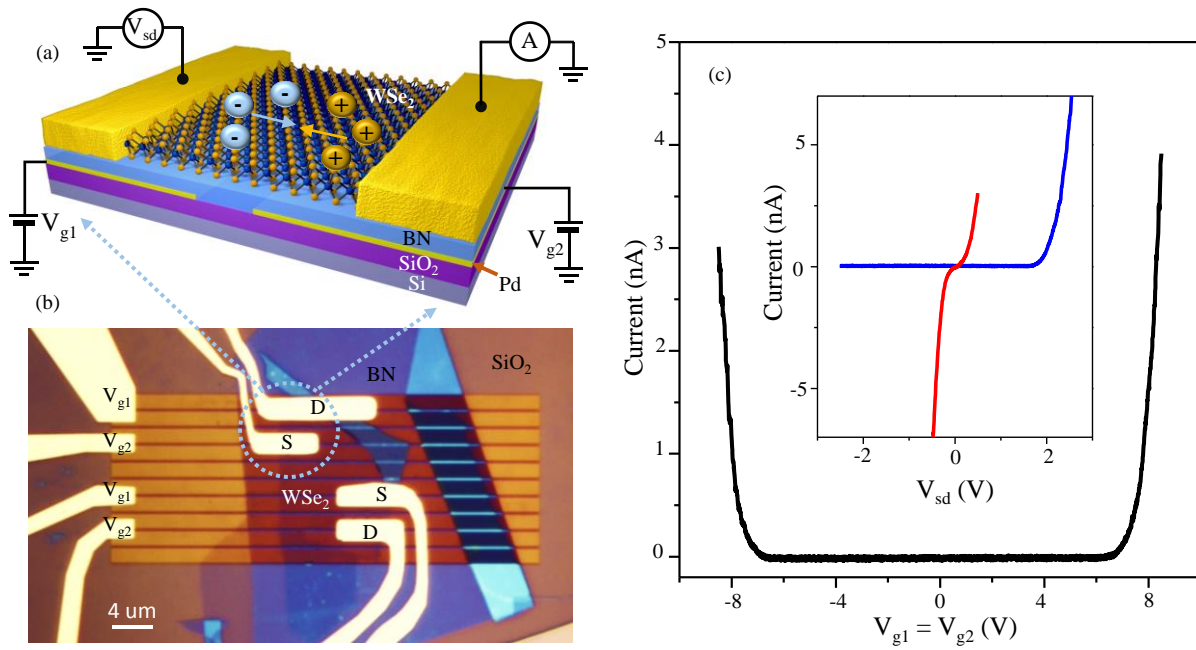 (a)
V_sd
A
WSe₂
-
-
-
+
+
+
V_g1
V_g2
BN
SiO₂
Si
Pd
(b)
BN
SiO₂
V_g1
D
V_g2
S
WSe₂
V_g1
S
V_g2
D
4 um
(c)
5
4
3
2
1
0
Current (nA)
-8
-4
0
4
8
V_g1 = V_g2 (V)
5
0
-5
Current (nA)
-2
0
2
V_sd (V)